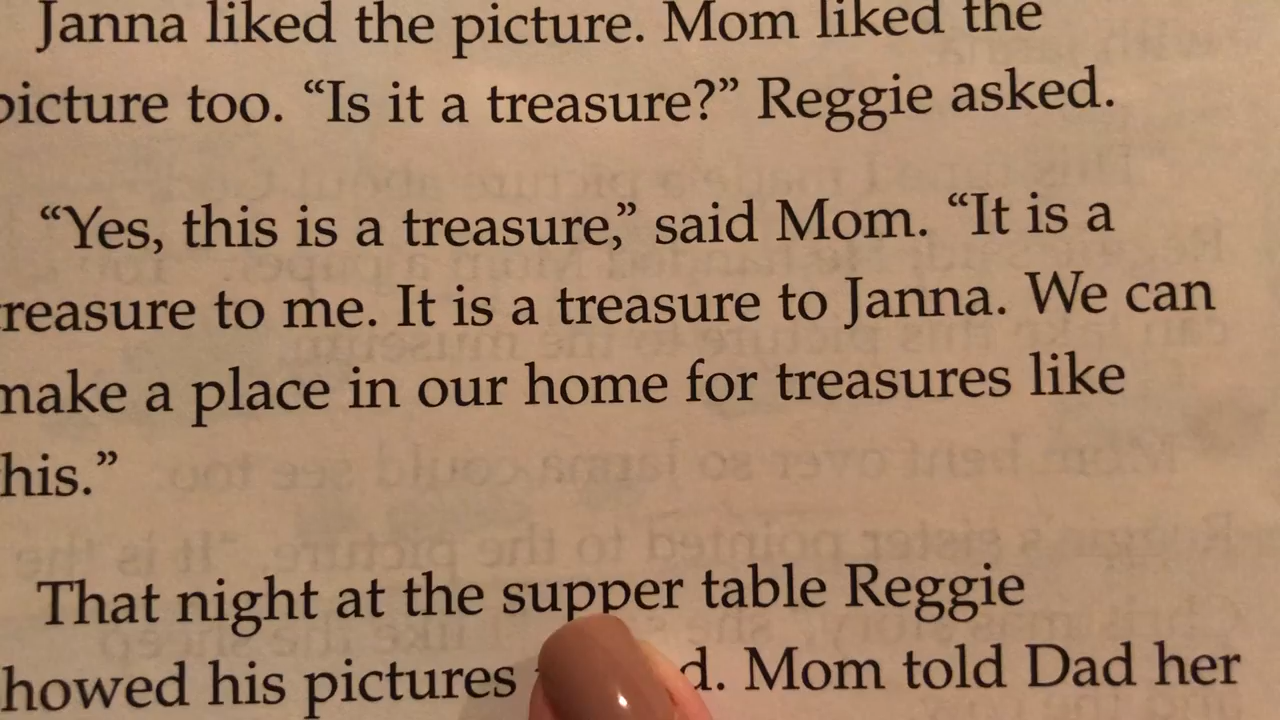 Janna liked the picture. Mom liked the
picture too. “Is it a treasure?” Reggie asked.
“Yes, this is a treasure,” said Mom. “It is a
treasure to me. It is a treasure to Janna. We can
make a place in our home for treasures like
this.”
That night at the supper table Reggie
showed his pictures . Mom told Dad her